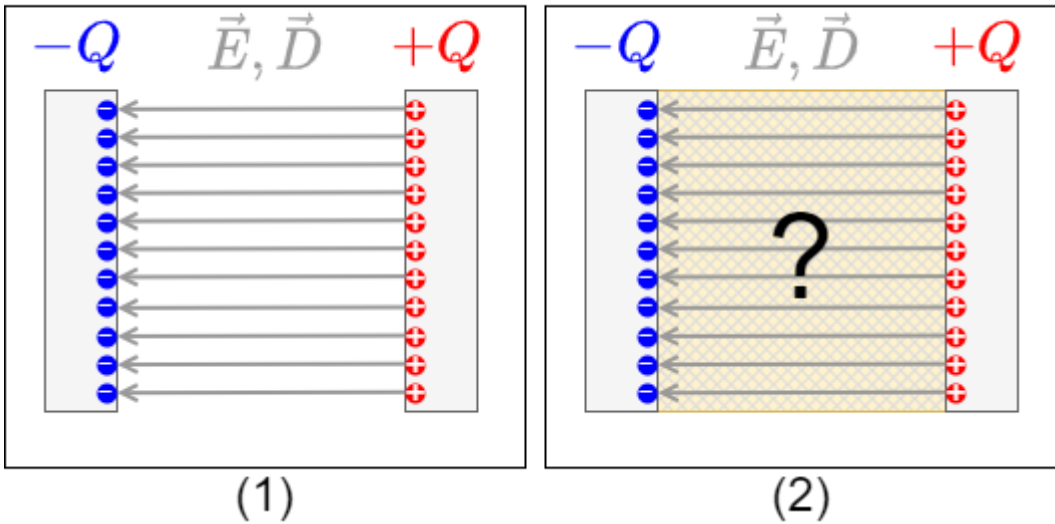 −Q E⃗, D⃗ +Q
−Q E⃗, D⃗ +Q
?
(1)
(2)